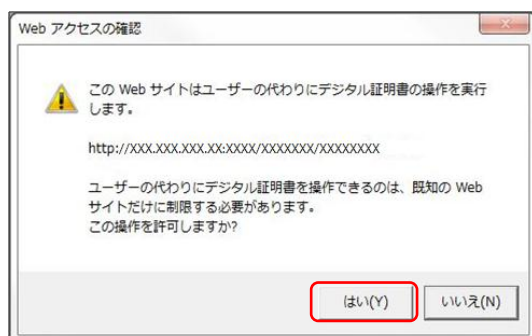 Web アクセスの確認
この Web サイトはユーザーの代わりにデジタル証明書の操作を実行
します。
http://XXX.XXX.XXX.XX:XXXX/XXXXXXX/XXXXXXXX
ユーザーの代わりにデジタル証明書を操作できるのは、既知の Web
サイトだけに制限する必要があります。
この操作を許可しますか?
はい(Y)
いいえ(N)